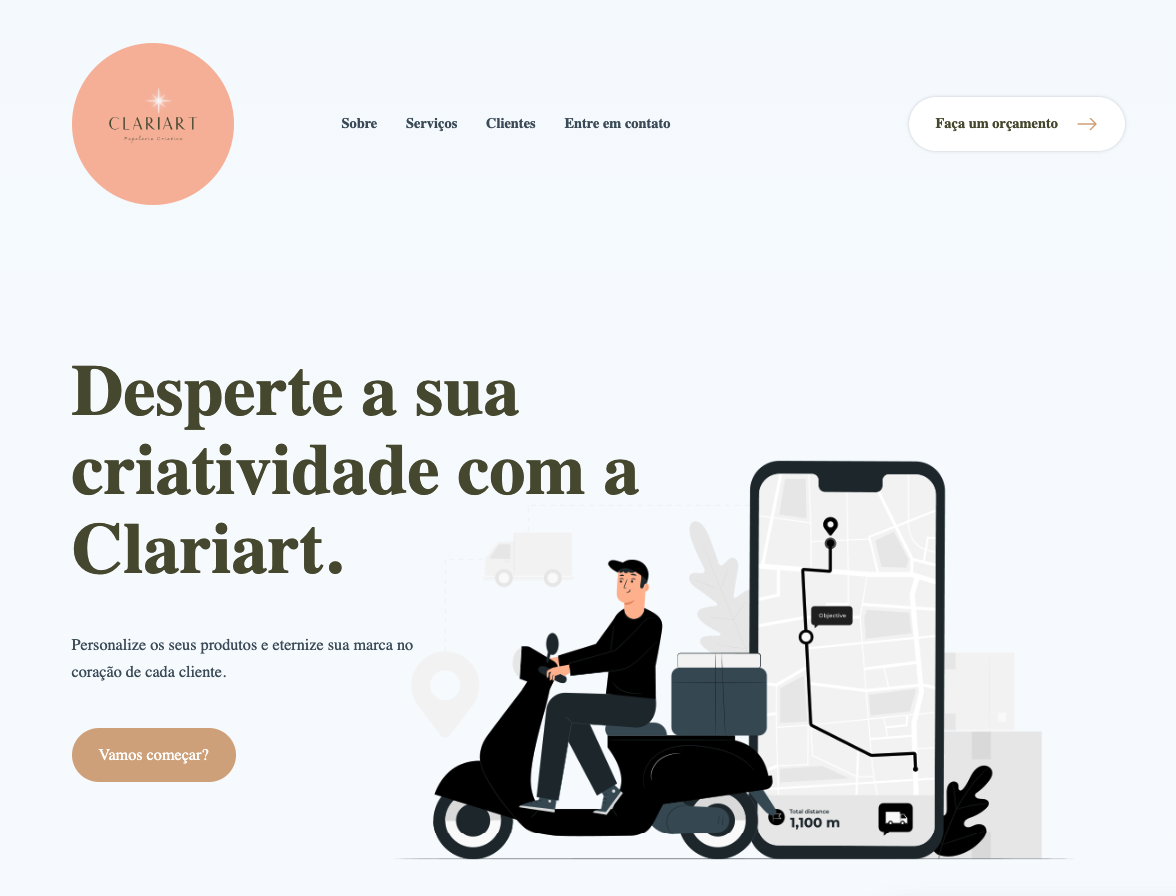 CLARIART
Papelaria Criativa
Sobre Serviços Clientes Entre em contato
Faça um orçamento
Desperte a sua
criatividade com a
Clariart.
Personalize os seus produtos e eternize sua marca no
coração de cada cliente.
Vamos começar?
Objective
Total distance
1,100 m